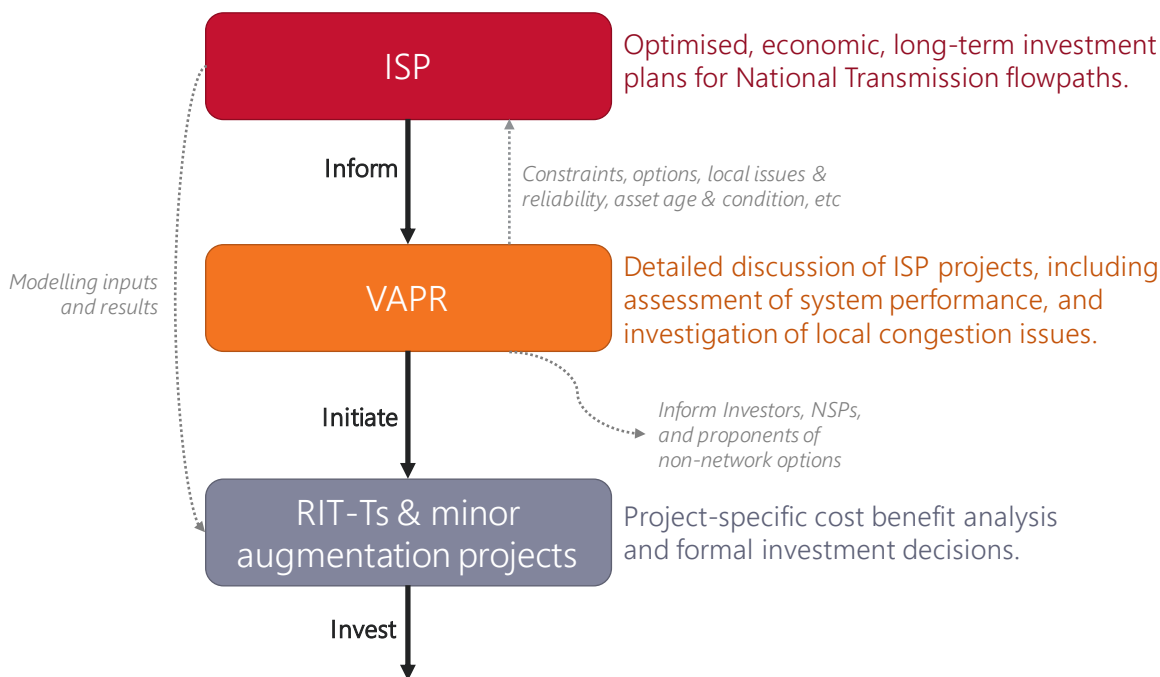 ISP
Optimised, economic, long-term investment
plans for National Transmission flowpaths.
Inform
Constraints, options, local issues &
reliability, asset age & condition, etc
Modelling inputs
and results
VAPR
Detailed discussion of ISP projects, including
assessment of system performance, and
investigation of local congestion issues.
Initiate
Inform Investors, NSPs,
and proponents of
non-network options
RIT-Ts & minor
augmentation projects
Project-specific cost benefit analysis
and formal investment decisions.
Invest